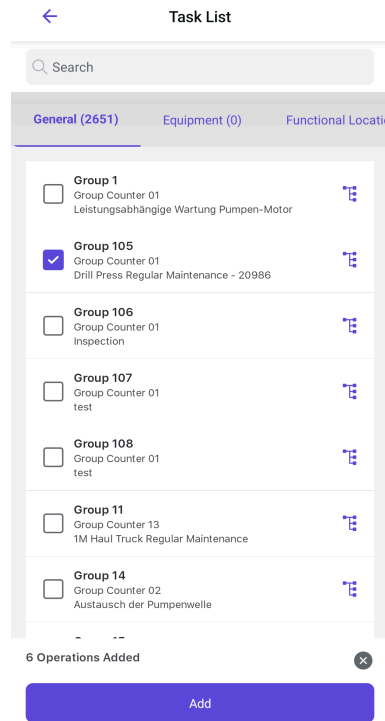 Task List
Search
General (2651) Equipment (0) Functional Locati
Group 1
Group Counter 01
Leistungsabhängige Wartung Pumpen-Motor
Group 105
Group Counter 01
Drill Press Regular Maintenance - 20986
Group 106
Group Counter 01
Inspection
Group 107
Group Counter 01
test
Group 108
Group Counter 01
test
Group 11
Group Counter 13
1M Haul Truck Regular Maintenance
Group 14
Group Counter 02
Austausch der Pumpenwelle
6 Operations Added
Add